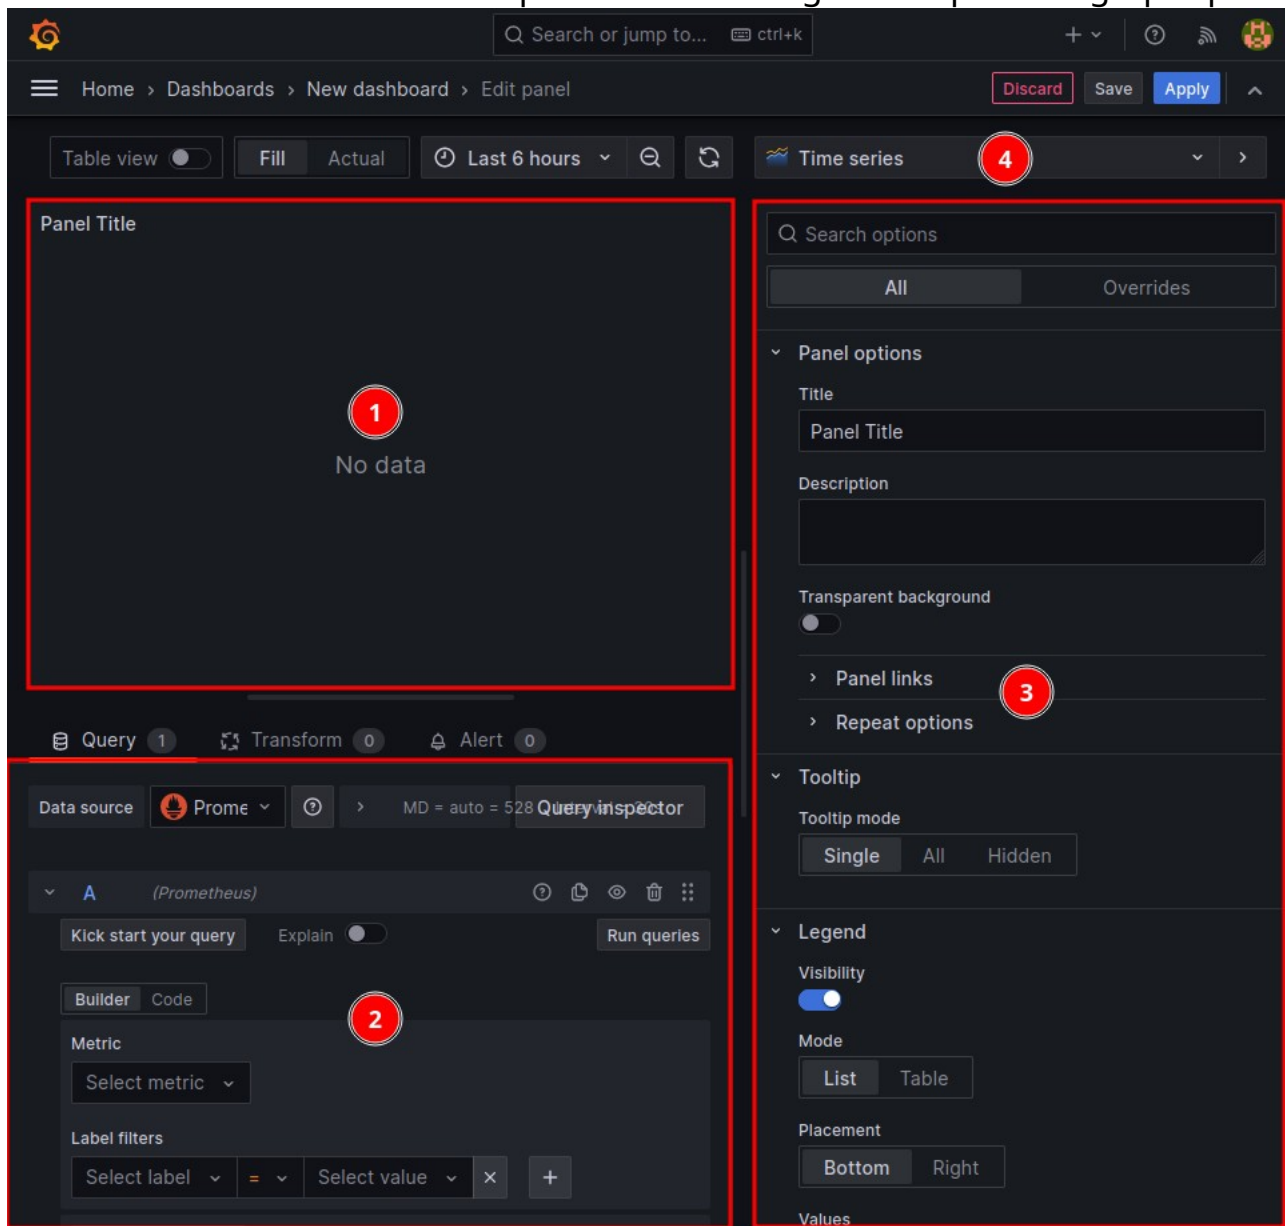 Search or jump to... ctrl+k
Home › Dashboards › New dashboard › Edit panel
Discard Save Apply
Table view Fill Actual Last 6 hours
Time series 4
Panel Title
1
No data
Query 1 Transform 0 Alert 0
Data source Prome MD = auto = 528 Query inspector
A (Prometheus)
Kick start your query Explain Run queries
Builder Code
2
Metric
Select metric
Label filters
Select label = Select value × +
Search options
All Overrides
Panel options
Title
Panel Title
Description
Transparent background
Panel links
3
Repeat options
Tooltip
Tooltip mode
Single All Hidden
Legend
Visibility
Mode
List Table
Placement
Bottom Right
Values